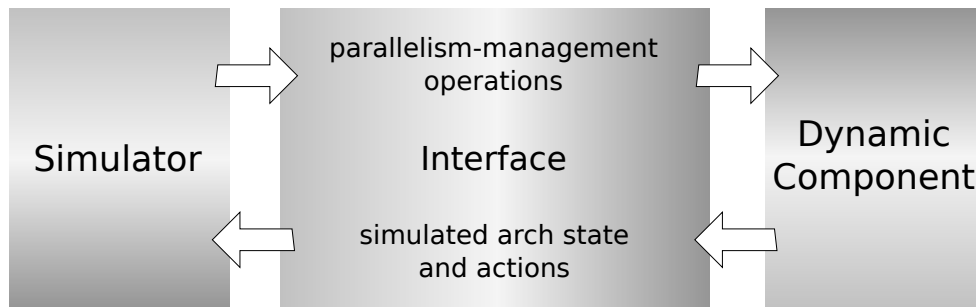 Simulator
parallelism-management
operations
Interface
simulated arch state
and actions
Dynamic
Component